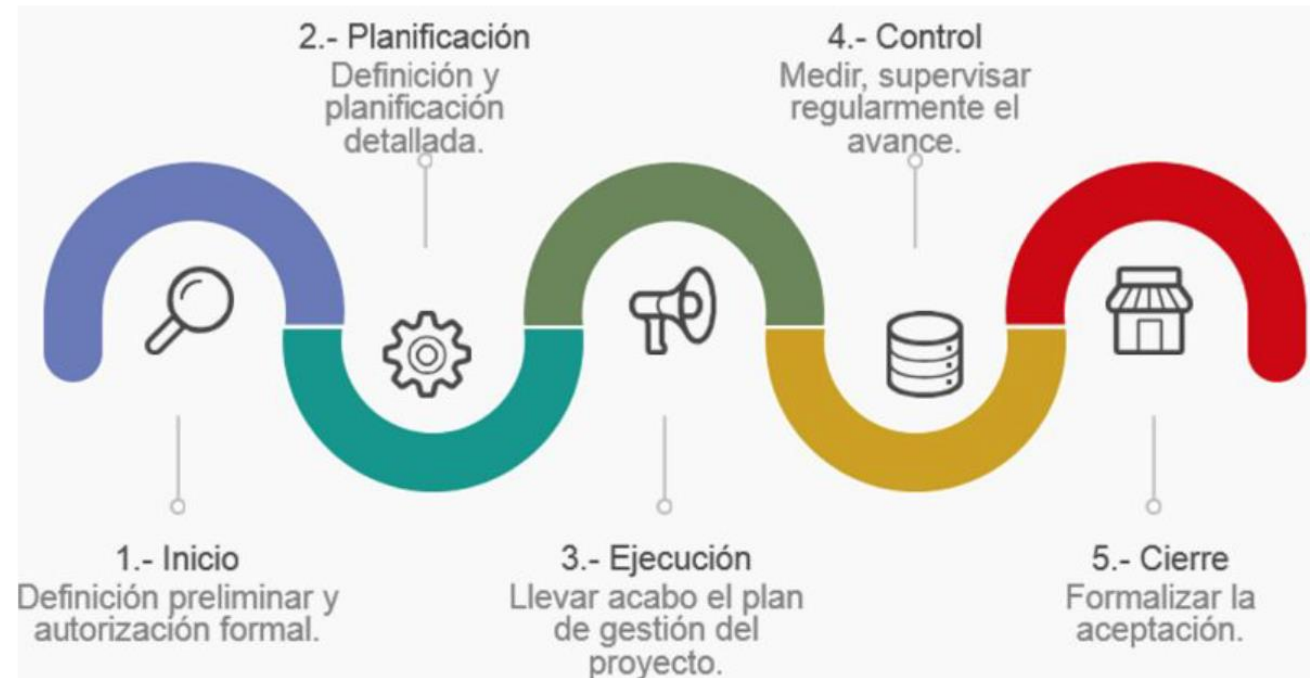 2.- Planificación
Definición y
planificación
detallada.
4.- Control
Medir, supervisar
regularmente el
avance.
1.- Inicio
Definición preliminar y
autorización formal.
3.- Ejecución
Llevar acabo el plan
de gestión del
proyecto.
5.- Cierre
Formalizar la
aceptación.